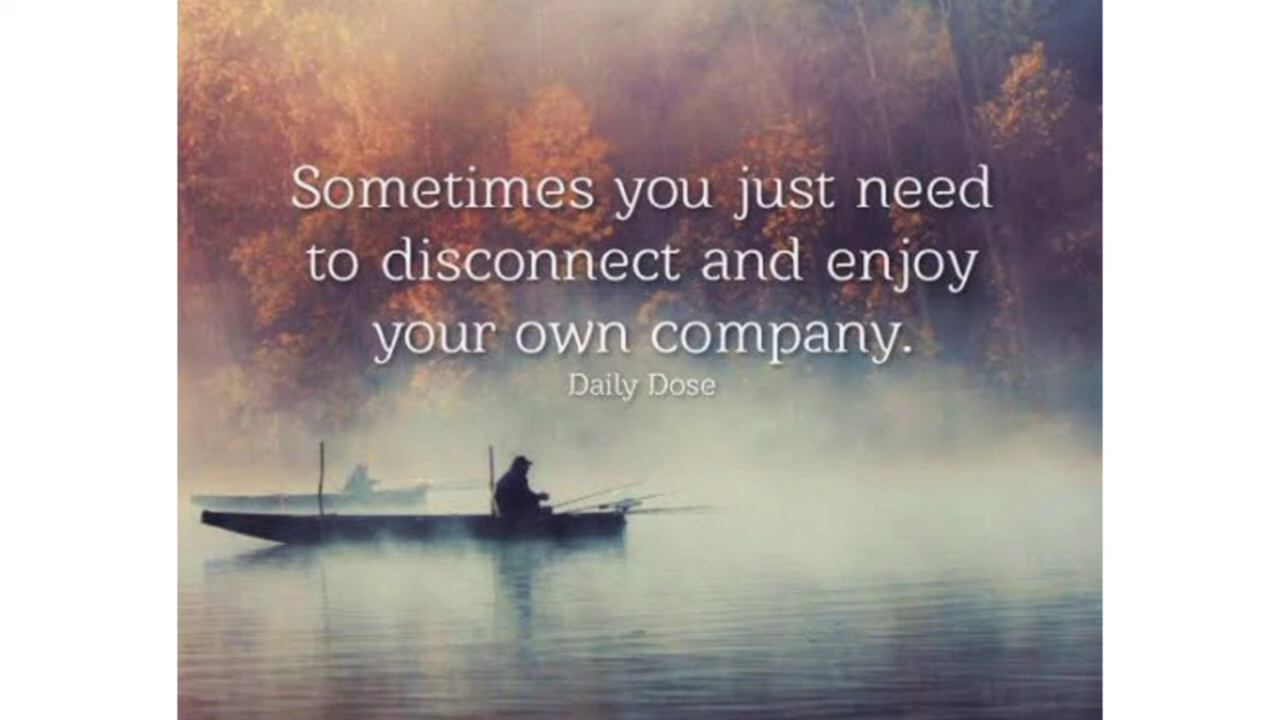 Sometimes you just need
to disconnect and enjoy
your own company.
Daily Dose